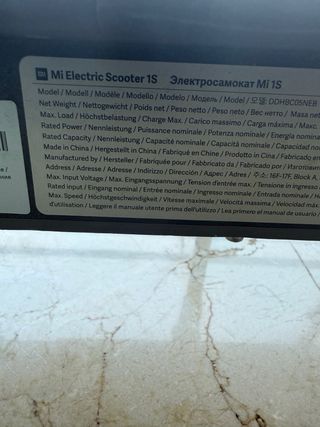 mi Mi Electric Scooter 1S Электросамокат Mi 1S
Model / Modell / Modèle / Modello / Modelo / Модель / Model / 모델: DDHBC05NEB
Net Weight / Nettogewicht / Poids net / Peso netto / Peso neto / Вес нетто / Masa net
Max. Load / Höchstbelastung / Charge Max. / Carico massimo / Carga máxima / Макс.
Rated Power / Nennleistung / Puissance nominale / Potenza nominale / Energía nomina
Rated Capacity / Nennkapazität / Capacité nominale / Capacità nominale / Capacidad no
Made in China / Hergestellt in China / Fabriqué en Chine / Prodotto in Cina / Fabricado en
Manufactured by / Hersteller / Fabriquée pour / Fabbricato da / Fabricado por / Изготовит
Address / Adresse / Adresse / Indirizzo / Dirección / Адрес / Adres / 주소: 16F-17F, Block A,
Max. Input Voltage / Max. Eingangsspannung / Tension d'entrée max. / Tensione in ingresso
Rated Input / Eingang nominal / Entrée nominale / Ingresso nominale / Entrada nominale / Н
Max. Speed / Höchstgeschwindigkeit / Vitesse maximale / Velocità massima / Velocidad máx
d'utilisation / Leggere il manuale utente prima dell'utilizzo / Lea primero el manual de usuario